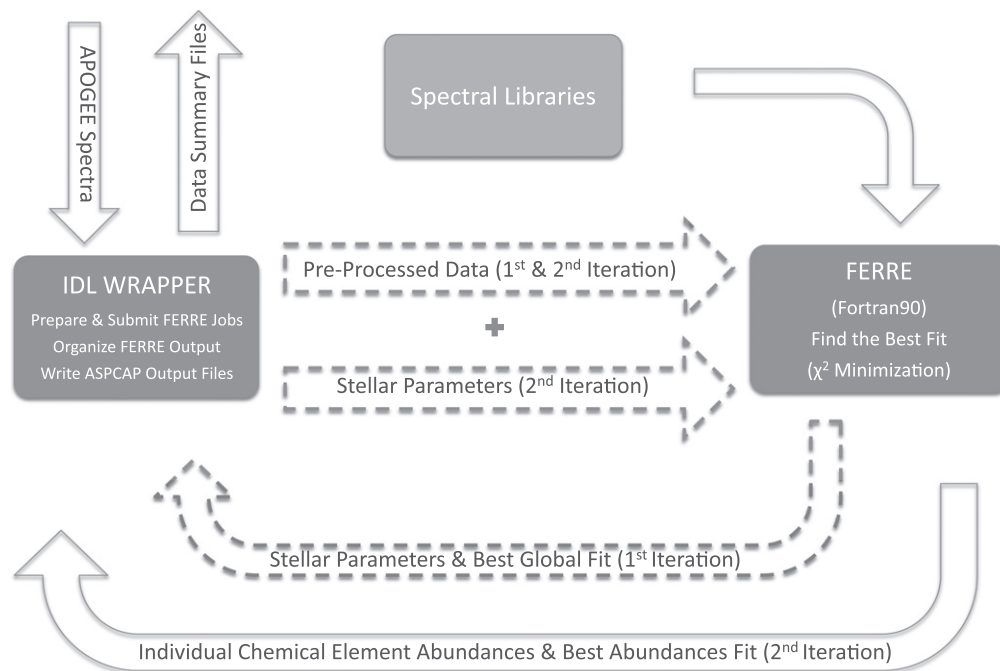 APOGEE Spectra
Data Summary Files
Spectral Libraries
IDL WRAPPER
Prepare & Submit FERRE Jobs
Organize FERRE Output
Write ASPCAP Output Files
Pre-Processed Data (1st & 2nd Iteration)
+
Stellar Parameters (2nd Iteration)
FERRE
(Fortran90)
Find the Best Fit
(χ² Minimization)
Stellar Parameters & Best Global Fit (1st Iteration)
Individual Chemical Element Abundances & Best Abundances Fit (2nd Iteration)